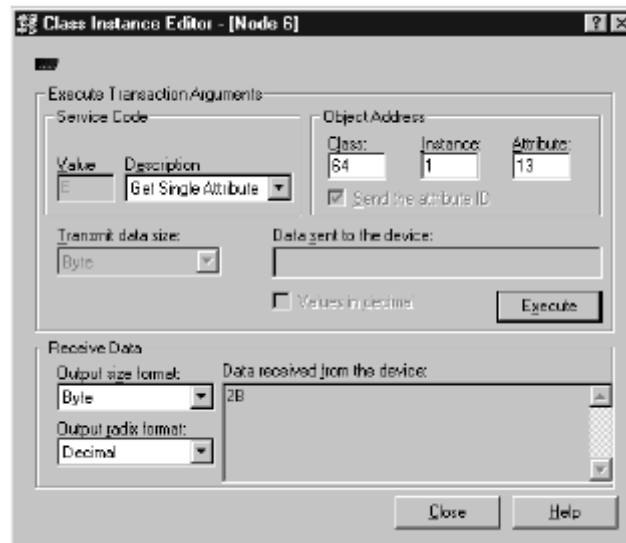 Class Instance Editor - [Node 6]
Execute Transaction Arguments
Service Code
Object Address
Value Description
E Get Single Attribute
Class: Instance: Attribute:
64 1 13
Send the attribute ID
Transmit data size:
Byte
Data sent to the device:
Values in decimal
Execute
Receive Data
Output size format:
Byte
Output radix format:
Decimal
Data received from the device:
2B
Close Help